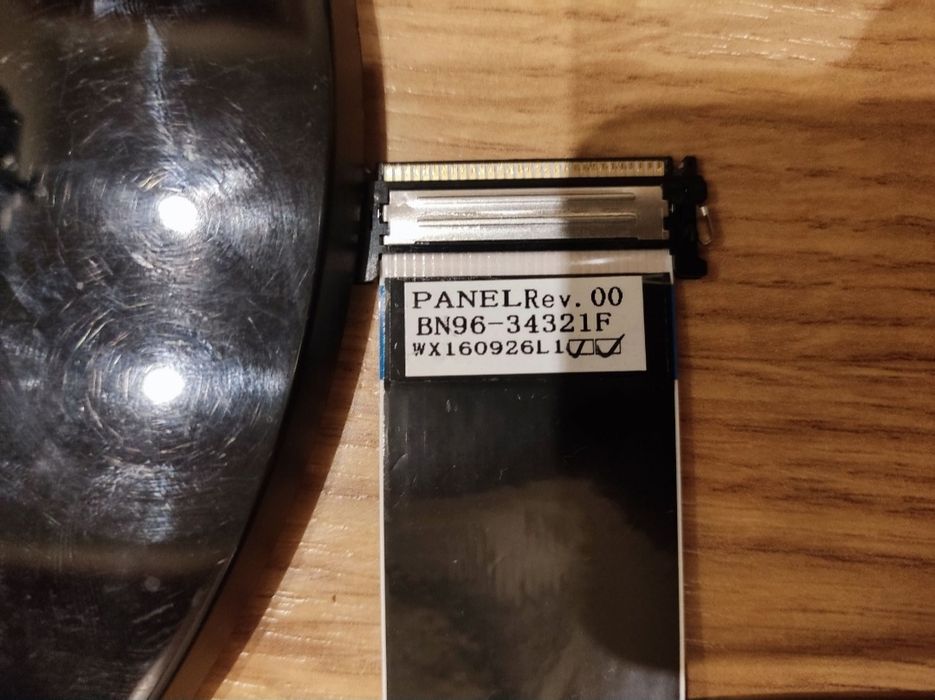 PANEL Rev. 00
BN96-34321F
WX160926L1